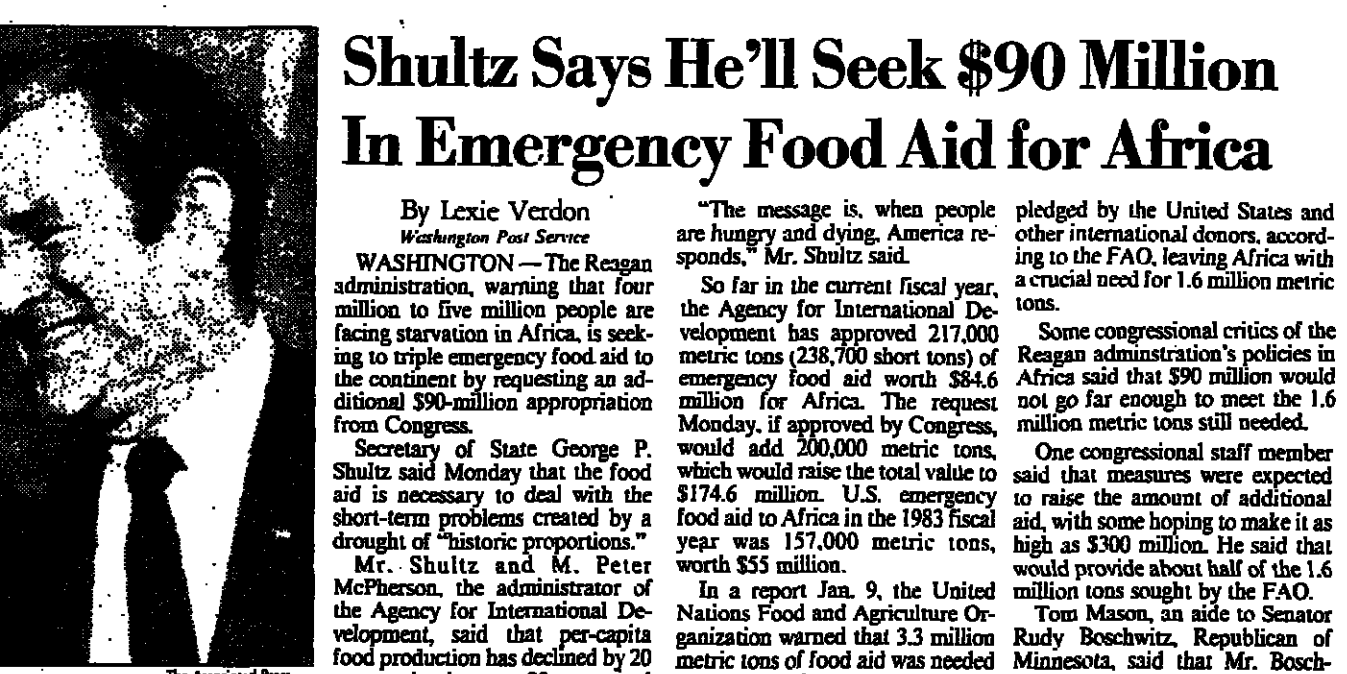 Shultz Says He'll Seek $90 Million
In Emergency Food Aid for Africa
By Lexie Verdon
Washington Post Service
WASHINGTON — The Reagan
administration, warning that four
million to five million people are
facing starvation in Africa, is seek-
ing to triple emergency food aid to
the continent by requesting an ad-
ditional $90-million appropriation
from Congress.
Secretary of State George P.
Shultz said Monday that the food
aid is necessary to deal with the
short-term problems created by a
drought of "historic proportions."
Mr. Shultz and M. Peter
McPherson, the administrator of
the Agency for International De-
velopment, said that per-capita
food production has declined by 20
"The message is, when people
are hungry and dying, America re-
sponds," Mr. Shultz said.
So far in the current fiscal year,
the Agency for International De-
velopment has approved 217,000
metric tons (238,700 short tons) of
emergency food aid worth $84.6
million for Africa. The request
Monday, if approved by Congress,
would add 200,000 metric tons,
which would raise the total value to
$174.6 million. U.S. emergency
food aid to Africa in the 1983 fiscal
year was 157,000 metric tons,
worth $55 million.
In a report Jan. 9, the United
Nations Food and Agriculture Or-
ganization warned that 3.3 million
metric tons of food aid was needed
pledged by the United States and
other international donors, accord-
ing to the FAO, leaving Africa with
a crucial need for 1.6 million metric
tons.
Some congressional critics of the
Reagan adminstration's policies in
Africa said that $90 million would
not go far enough to meet the 1.6
million metric tons still needed.
One congressional staff member
said that measures were expected
to raise the amount of additional
aid, with some hoping to make it as
high as $300 million. He said that
would provide about half of the 1.6
million tons sought by the FAO.
Tom Mason, an aide to Senator
Rudy Boschwitz, Republican of
Minnesota, said that Mr. Bosch-